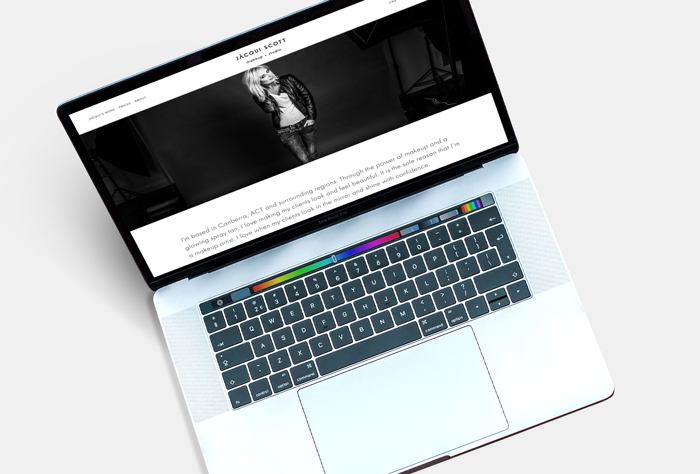 JACQUI SCOTT
makeup + studio
JACQUI'S WORK PRICES ABOUT
I'm based in Canberra, ACT and surrounding regions. Through the power of makeup and a
glowing spray tan, I love making my clients look and feel beautiful. It is the sole reason that I'm
a makeup artist. I love when my clients look in the mirror and shine with confidence.
MacBook Pro
Q W E R T Y U I O P
A S D F G H J K L
Z X C V B N M
fn control option command command option